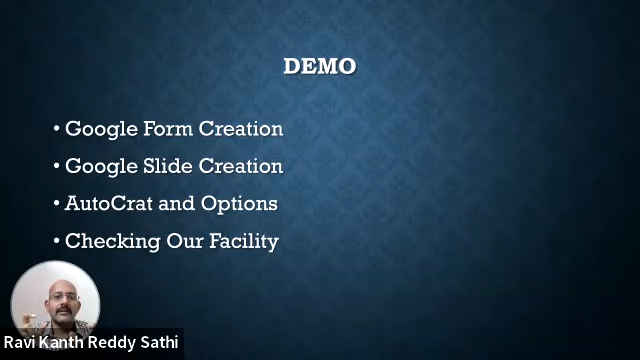 DEMO
• Google Form Creation
• Google Slide Creation
• AutoCrat and Options
• Checking Our Facility
Ravi Kanth Reddy Sathi